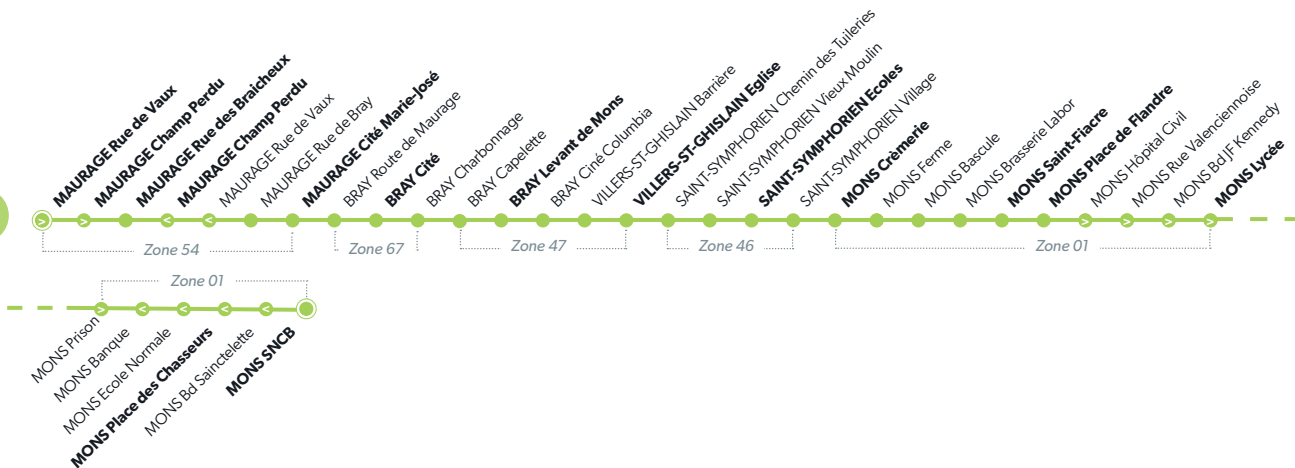 MAURAGE Rue de Vaux
MAURAGE Champ Perdu
MAURAGE Rue des Braicheux
MAURAGE Champ Perdu
MAURAGE Rue de Vaux
MAURAGE Rue de Bray
MAURAGE Cité Marie-José
BRAY Route de Maurage
BRAY Cité
BRAY Charbonnage
BRAY Capelette
BRAY Levant de Mons
BRAY Ciné Columbia
VILLERS-ST-GHISLAIN Barrière
VILLERS-ST-GHISLAIN Eglise
SAINT-SYMPHORIEN Chemin des Tuileries
SAINT-SYMPHORIEN Vieux Moulin
SAINT-SYMPHORIEN Ecoles
SAINT-SYMPHORIEN Village
MONS Crèmerie
MONS Ferme
MONS Bascule
MONS Brasserie Labor
MONS Saint-Fiacre
MONS Place de Flandre
MONS Hôpital Civil
MONS Rue Valenciennoise
MONS Bd JF Kennedy
MONS Lycée
Zone 54
Zone 67
Zone 47
Zone 46
Zone 01
Zone 01
MONS Prison
MONS Banque
MONS Ecole Normale
MONS Place des Chasseurs
MONS Bd Sainctelette
MONS SNCB